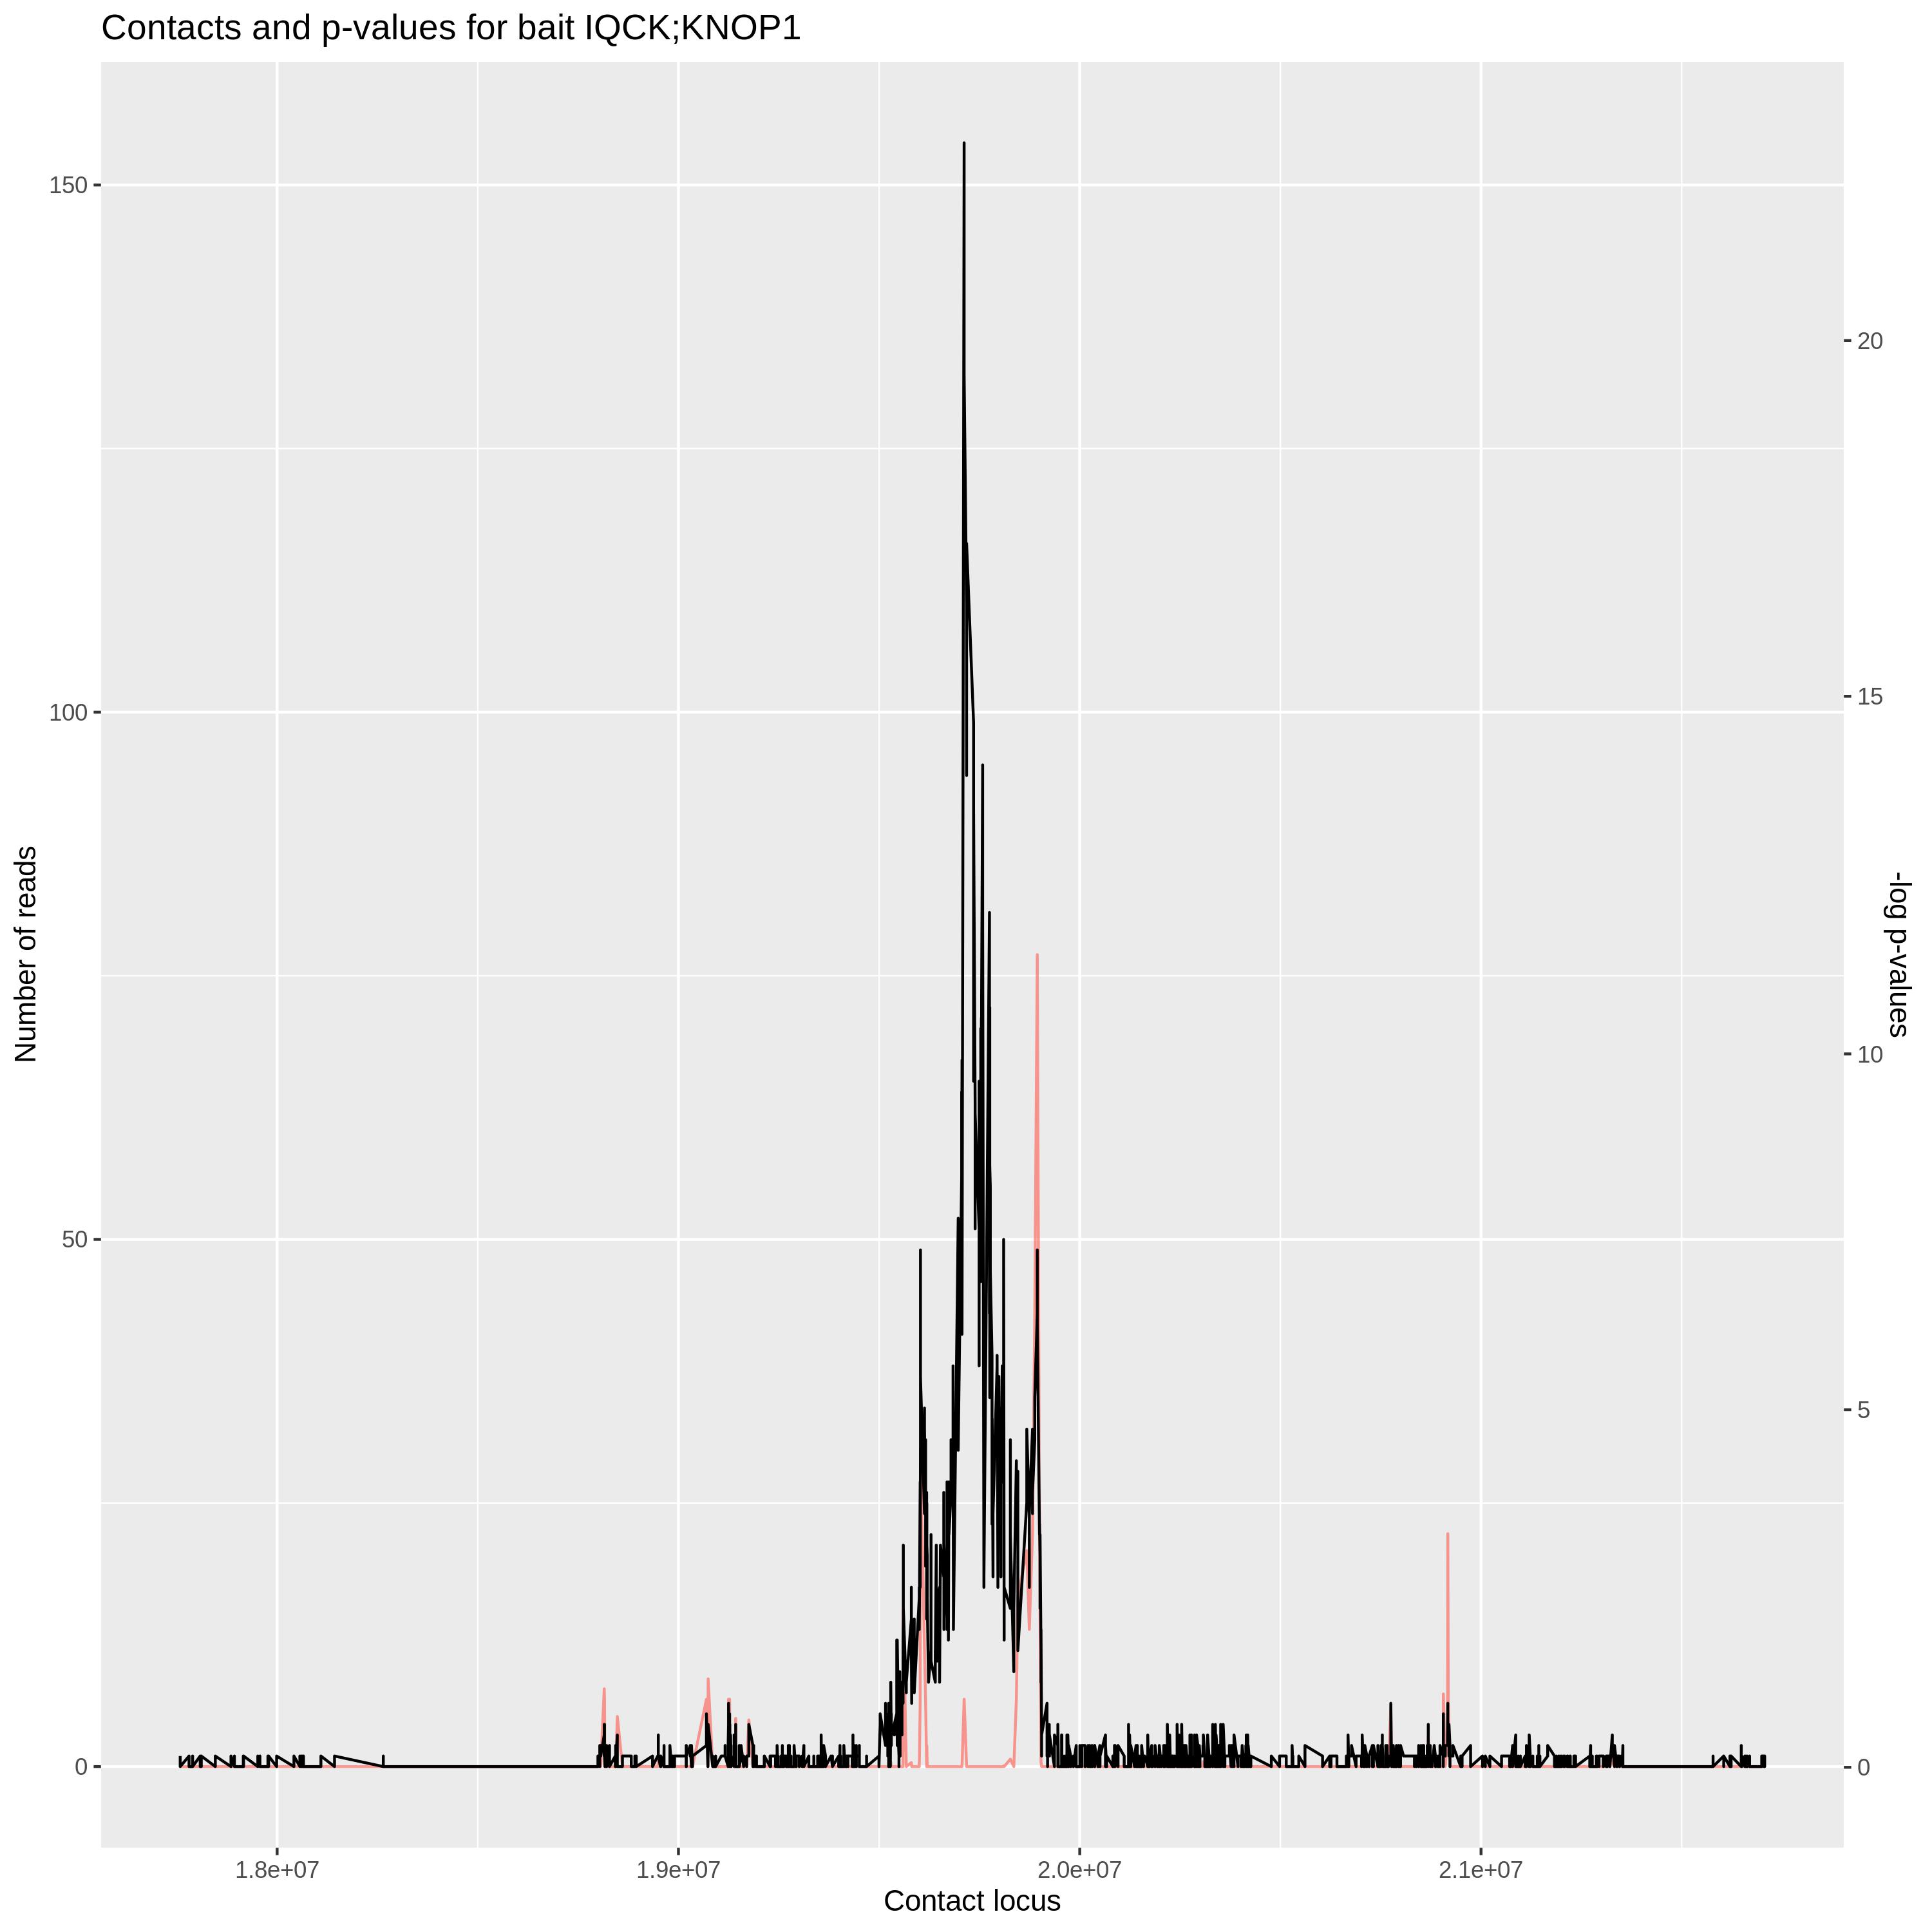 Contacts and p-values for bait IQCK;KNOP1
150
100
50
0
Number of reads
20
15
10
5
0
-log p-values
1.8e+07
1.9e+07
2.0e+07
2.1e+07
Contact locus